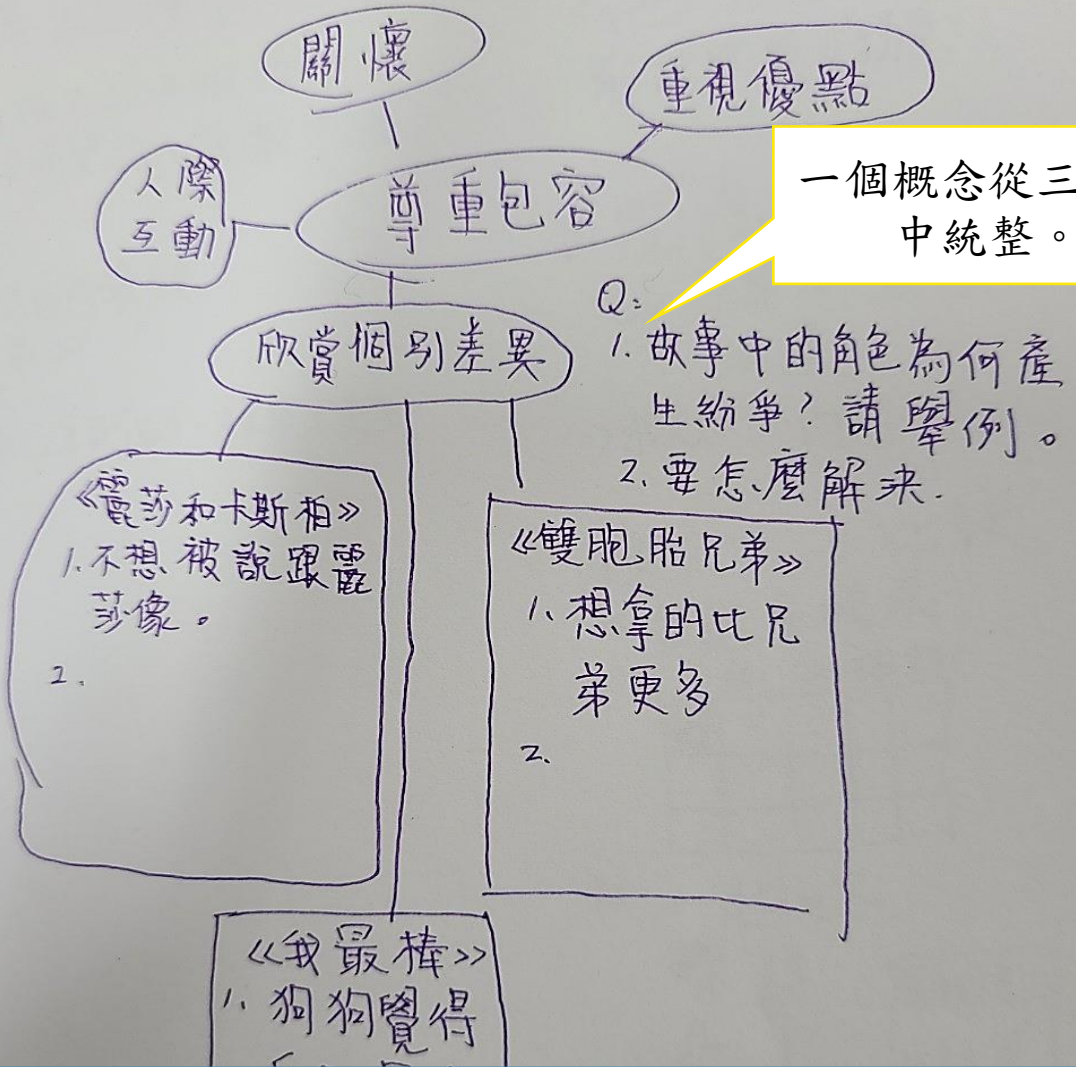 關懷
重視優點
人際
互動
尊重包容
一個概念從三
中統整。
欣賞個別差異
Q:
1. 故事中的角色為何產
生紛爭?請舉例。
2. 要怎麼解決.
《麗莎和卡斯柏》
1. 不想被說跟麗
莎像。
2.
《雙胞胎兄弟》
1. 想拿的比兄
弟更多
2.
《我最棒》
1. 狗狗覺得